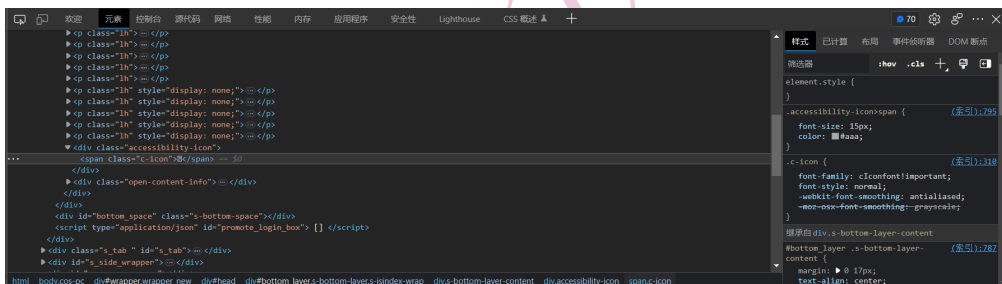 欢迎 元素 控制台 源代码 网络 性能 内存 应用程序 安全性 Lighthouse CSS 概述 70
<p class="lh">⋯</p>
<p class="lh">⋯</p>
<p class="lh">⋯</p>
<p class="lh">⋯</p>
<p class="lh">⋯</p>
<p class="lh" style="display: none;">⋯</p>
<p class="lh" style="display: none;">⋯</p>
<p class="lh" style="display: none;">⋯</p>
<p class="lh" style="display: none;">⋯</p>
<p class="lh" style="display: none;">⋯</p>
<div class="accessibility-icon">
<span class="c-icon"></span> == $0
</div>
<div class="open-content-info">⋯</div>
</div>
</div>
<div id="bottom_space" class="s-bottom-space"></div>
<script type="application/json" id="promote_login_box"> [] </script>
</div>
<div class="s_tab " id="s_tab">⋯</div>
<div id="s_side_wrapper">⋯</div>
html body.cos-pc div#wrapper.wrapper_new div#head div#bottom_layer.s-bottom-layer.s-isindex-wrap div.s-bottom-layer-content div.accessibility-icon span.c-icon
样式 已计算 布局 事件侦听器 DOM 断点
筛选器 :hov .cls
element.style {
}
.accessibility-icon>span { (索引):795
font-size: 15px;
color: #aaa;
}
.c-icon { (索引):310
font-family: cIconfont!important;
font-style: normal;
-webkit-font-smoothing: antialiased;
-moz-osx-font-smoothing: grayscale;
}
继承自 div.s-bottom-layer-content
#bottom_layer .s-bottom-layer- (索引):787
content {
margin: 0 17px;
text-align: center;